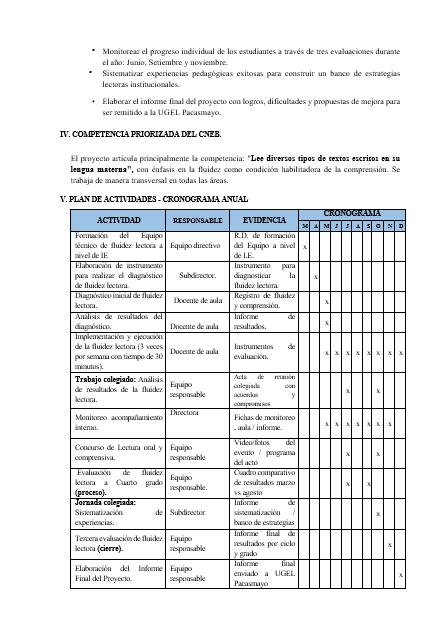 • Monitorear el progreso individual de los estudiantes a través de tres evaluaciones durante
el año: Junio, Setiembre y noviembre.
• Sistematizar experiencias pedagógicas exitosas para construir un banco de estrategias
lectoras institucionales.
• Elaborar el informe final del proyecto con logros, dificultades y propuestas de mejora para
ser remitido a la UGEL Pacasmayo.
IV. COMPETENCIA PRIORIZADA DEL CNEB.
El proyecto articula principalmente la competencia: "Lee diversos tipos de textos escritos en su
lengua materna", con énfasis en la fluidez como condición habilitadora de la comprensión. Se
trabaja de manera transversal en todas las áreas.
V. PLAN DE ACTIVIDADES - CRONOGRAMA ANUAL
ACTIVIDAD RESPONSABLE EVIDENCIA CRONOGRAMA
M A M J J A S O N D
Formación del Equipo
técnico de fluidez lectora a
nivel de IE
Equipo directivo
R.D. de formación
del Equipo a nivel
de I.E.
x
Elaboración de instrumento
para realizar el diagnóstico
de fluidez lectora.
Subdirector.
Instrumento para
diagnosticar la
fluidez lectora.
x
Diagnóstico inicial de fluidez
lectora.
Docente de aula
Registro de fluidez
y comprensión.
x
Análisis de resultados del
diagnóstico.
Docente de aula
Informe de
resultados.
x
Implementación y ejecución
de la fluidez lectora (3 veces
por semana con tiempo de 30
minutos).
Docente de aula
Instrumentos de
evaluación.
x x x x x x x x
Trabajo colegiado: Análisis
de resultados de la fluidez
lectora.
Equipo
responsable
Acta de reunión
colegiada con
acuerdos y
compromisos
x x
Monitoreo acompañamiento
interno.
Directora
Fichas de monitoreo
. aula / informe.
x x x x x x x
Concurso de Lectura oral y
comprensiva.
Equipo
responsable
Video/fotos del
evento / programa
del acto
x x
Evaluación de fluidez
lectora a Cuarto grado
(proceso).
Equipo
responsable.
Cuadro comparativo
de resultados marzo
vs agosto
x x
Jornada colegiada:
Sistematización de
experiencias.
Subdirector
Informe de
sistematización /
banco de estrategias
x
Tercera evaluación de fluidez
lectora (cierre).
Equipo
responsable
Informe final de
resultados por ciclo
y grado
x
Elaboración del Informe
Final del Proyecto.
Equipo
responsable
Informe final
enviado a UGEL
Pacasmayo
x